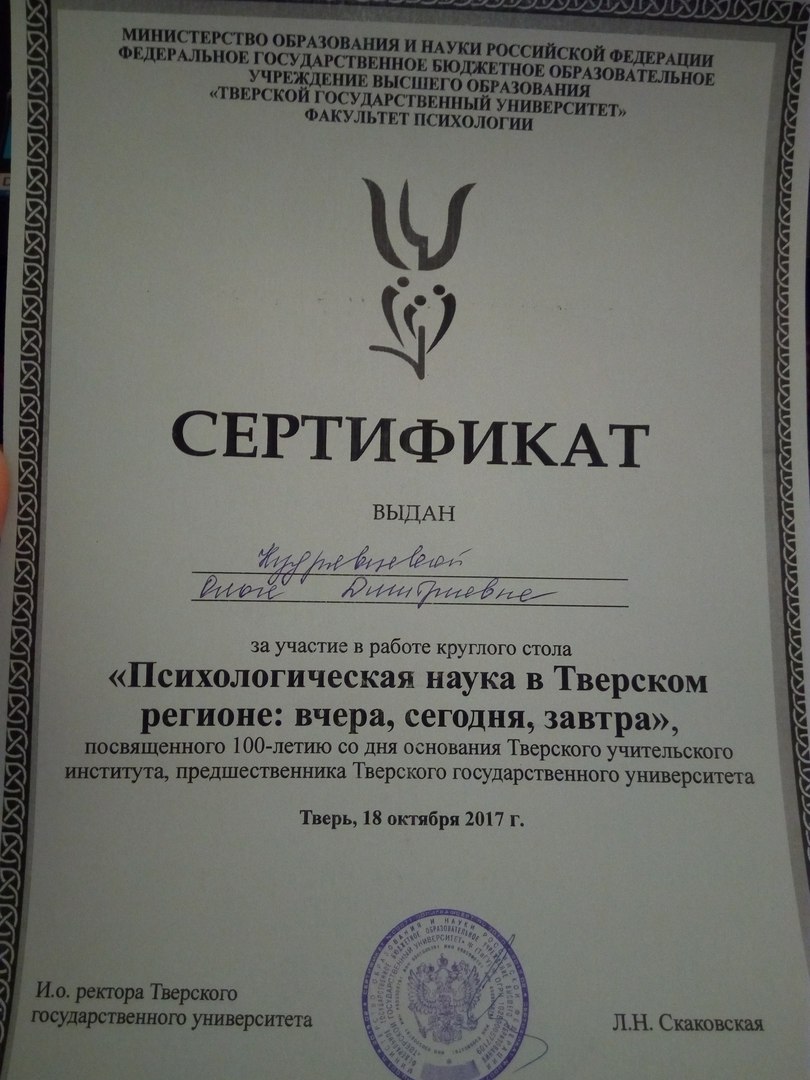 МИНИСТЕРСТВО ОБРАЗОВАНИЯ И НАУКИ РОССИЙСКОЙ ФЕДЕРАЦИИ
ФЕДЕРАЛЬНОЕ ГОСУДАРСТВЕННОЕ БЮДЖЕТНОЕ ОБРАЗОВАТЕЛЬНОЕ
УЧРЕЖДЕНИЕ ВЫСШЕГО ОБРАЗОВАНИЯ
«ТВЕРСКОЙ ГОСУДАРСТВЕННЫЙ УНИВЕРСИТЕТ»
ФАКУЛЬТЕТ ПСИХОЛОГИИ
СЕРТИФИКАТ
ВЫДАН
Кудрявцевой
Ольге Дмитриевне
за участие в работе круглого стола
«Психологическая наука в Тверском
регионе: вчера, сегодня, завтра»,
посвященного 100-летию со дня основания Тверского учительского
института, предшественника Тверского государственного университета
Тверь, 18 октября 2017 г.
И.о. ректора Тверского
государственного университета
Л.Н. Скаковская